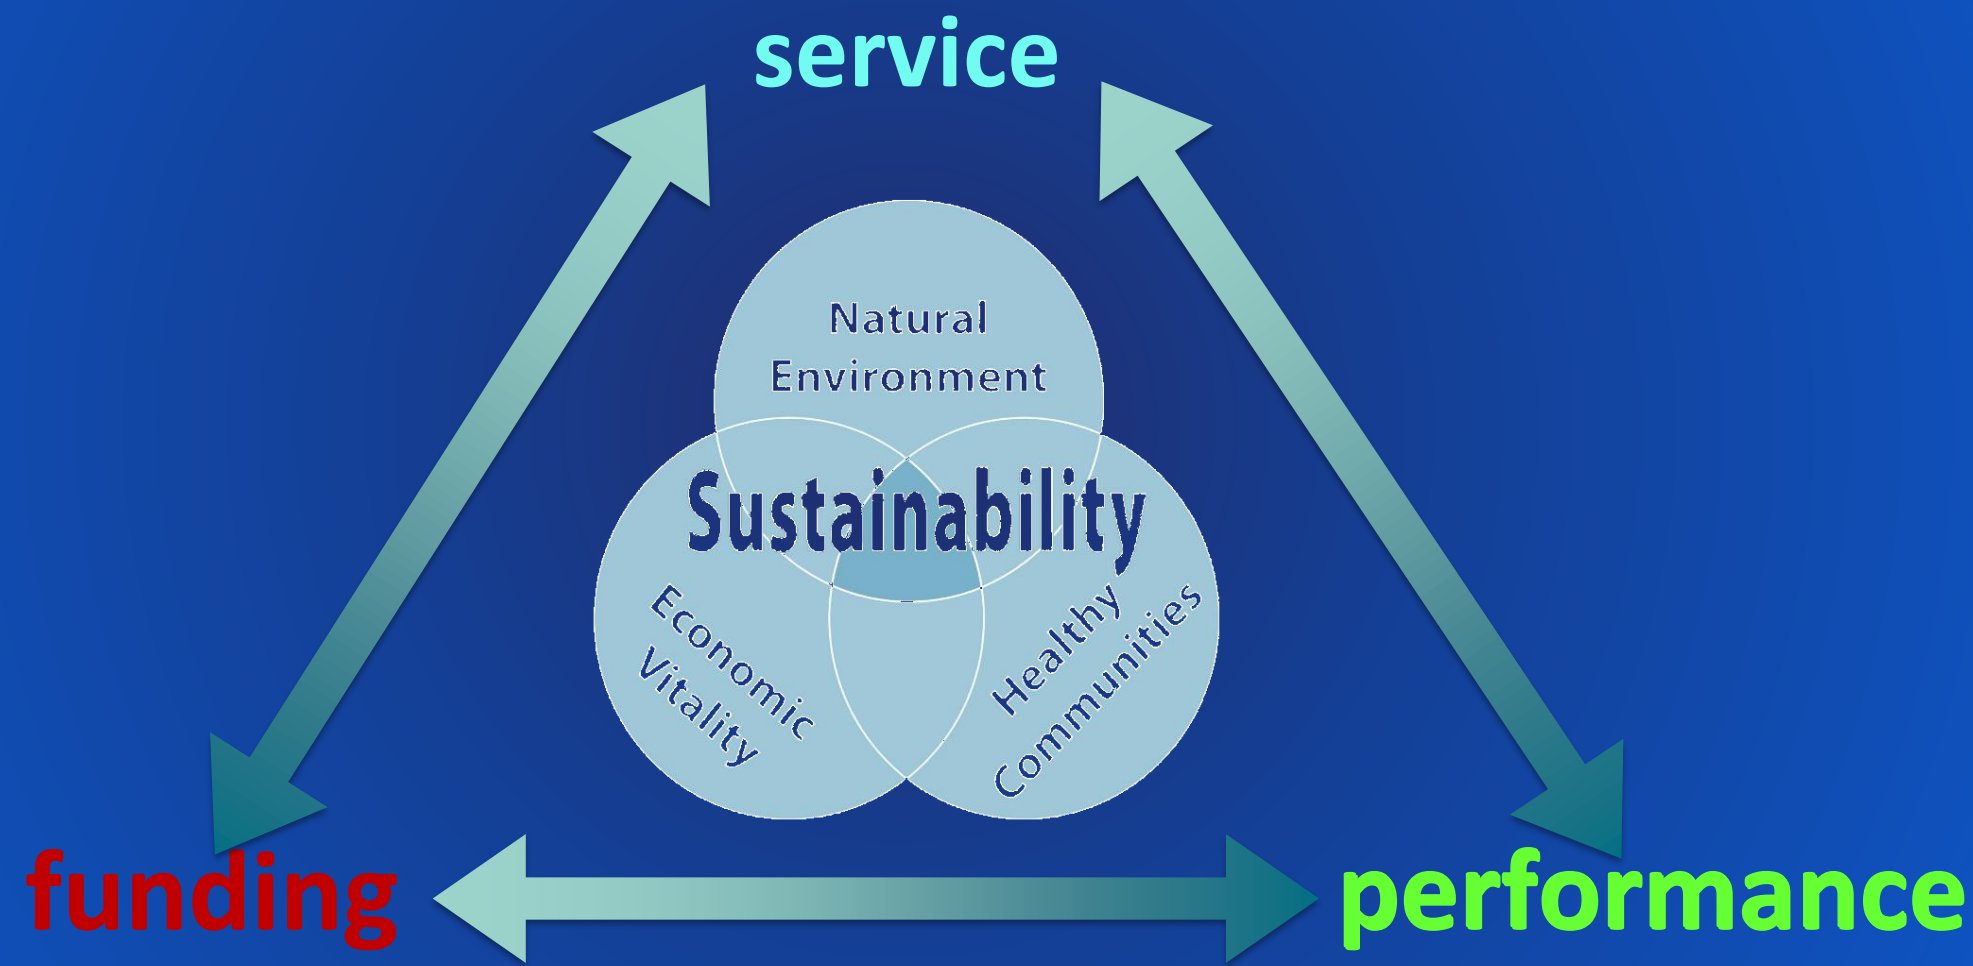 service
Natural
Environment
Sustainability
Economic
Vitality
Healthy
Communities
funding
performance